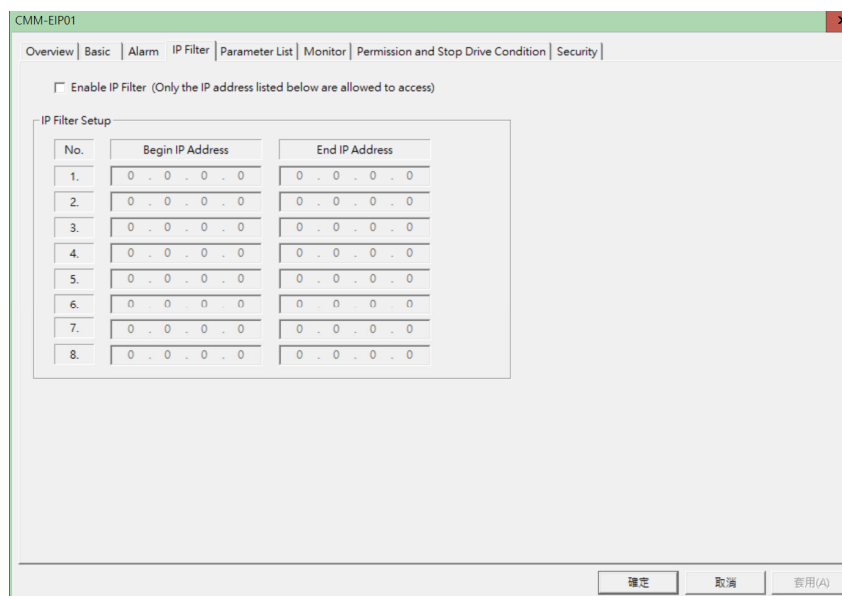 CMM-EIP01
Overview Basic Alarm IP Filter Parameter List Monitor Permission and Stop Drive Condition Security
Enable IP Filter (Only the IP address listed below are allowed to access)
IP Filter Setup
No. Begin IP Address End IP Address
1. 0 . 0 . 0 . 0 0 . 0 . 0 . 0
2. 0 . 0 . 0 . 0 0 . 0 . 0 . 0
3. 0 . 0 . 0 . 0 0 . 0 . 0 . 0
4. 0 . 0 . 0 . 0 0 . 0 . 0 . 0
5. 0 . 0 . 0 . 0 0 . 0 . 0 . 0
6. 0 . 0 . 0 . 0 0 . 0 . 0 . 0
7. 0 . 0 . 0 . 0 0 . 0 . 0 . 0
8. 0 . 0 . 0 . 0 0 . 0 . 0 . 0
確定 取消 套用(A)